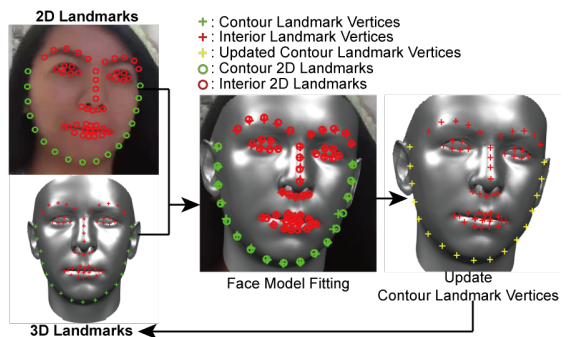 2D Landmarks
+ : Contour Landmark Vertices
+ : Interior Landmark Vertices
+ : Updated Contour Landmark Vertices
o : Contour 2D Landmarks
o : Interior 2D Landmarks
Face Model Fitting
Update
Contour Landmark Vertices
3D Landmarks